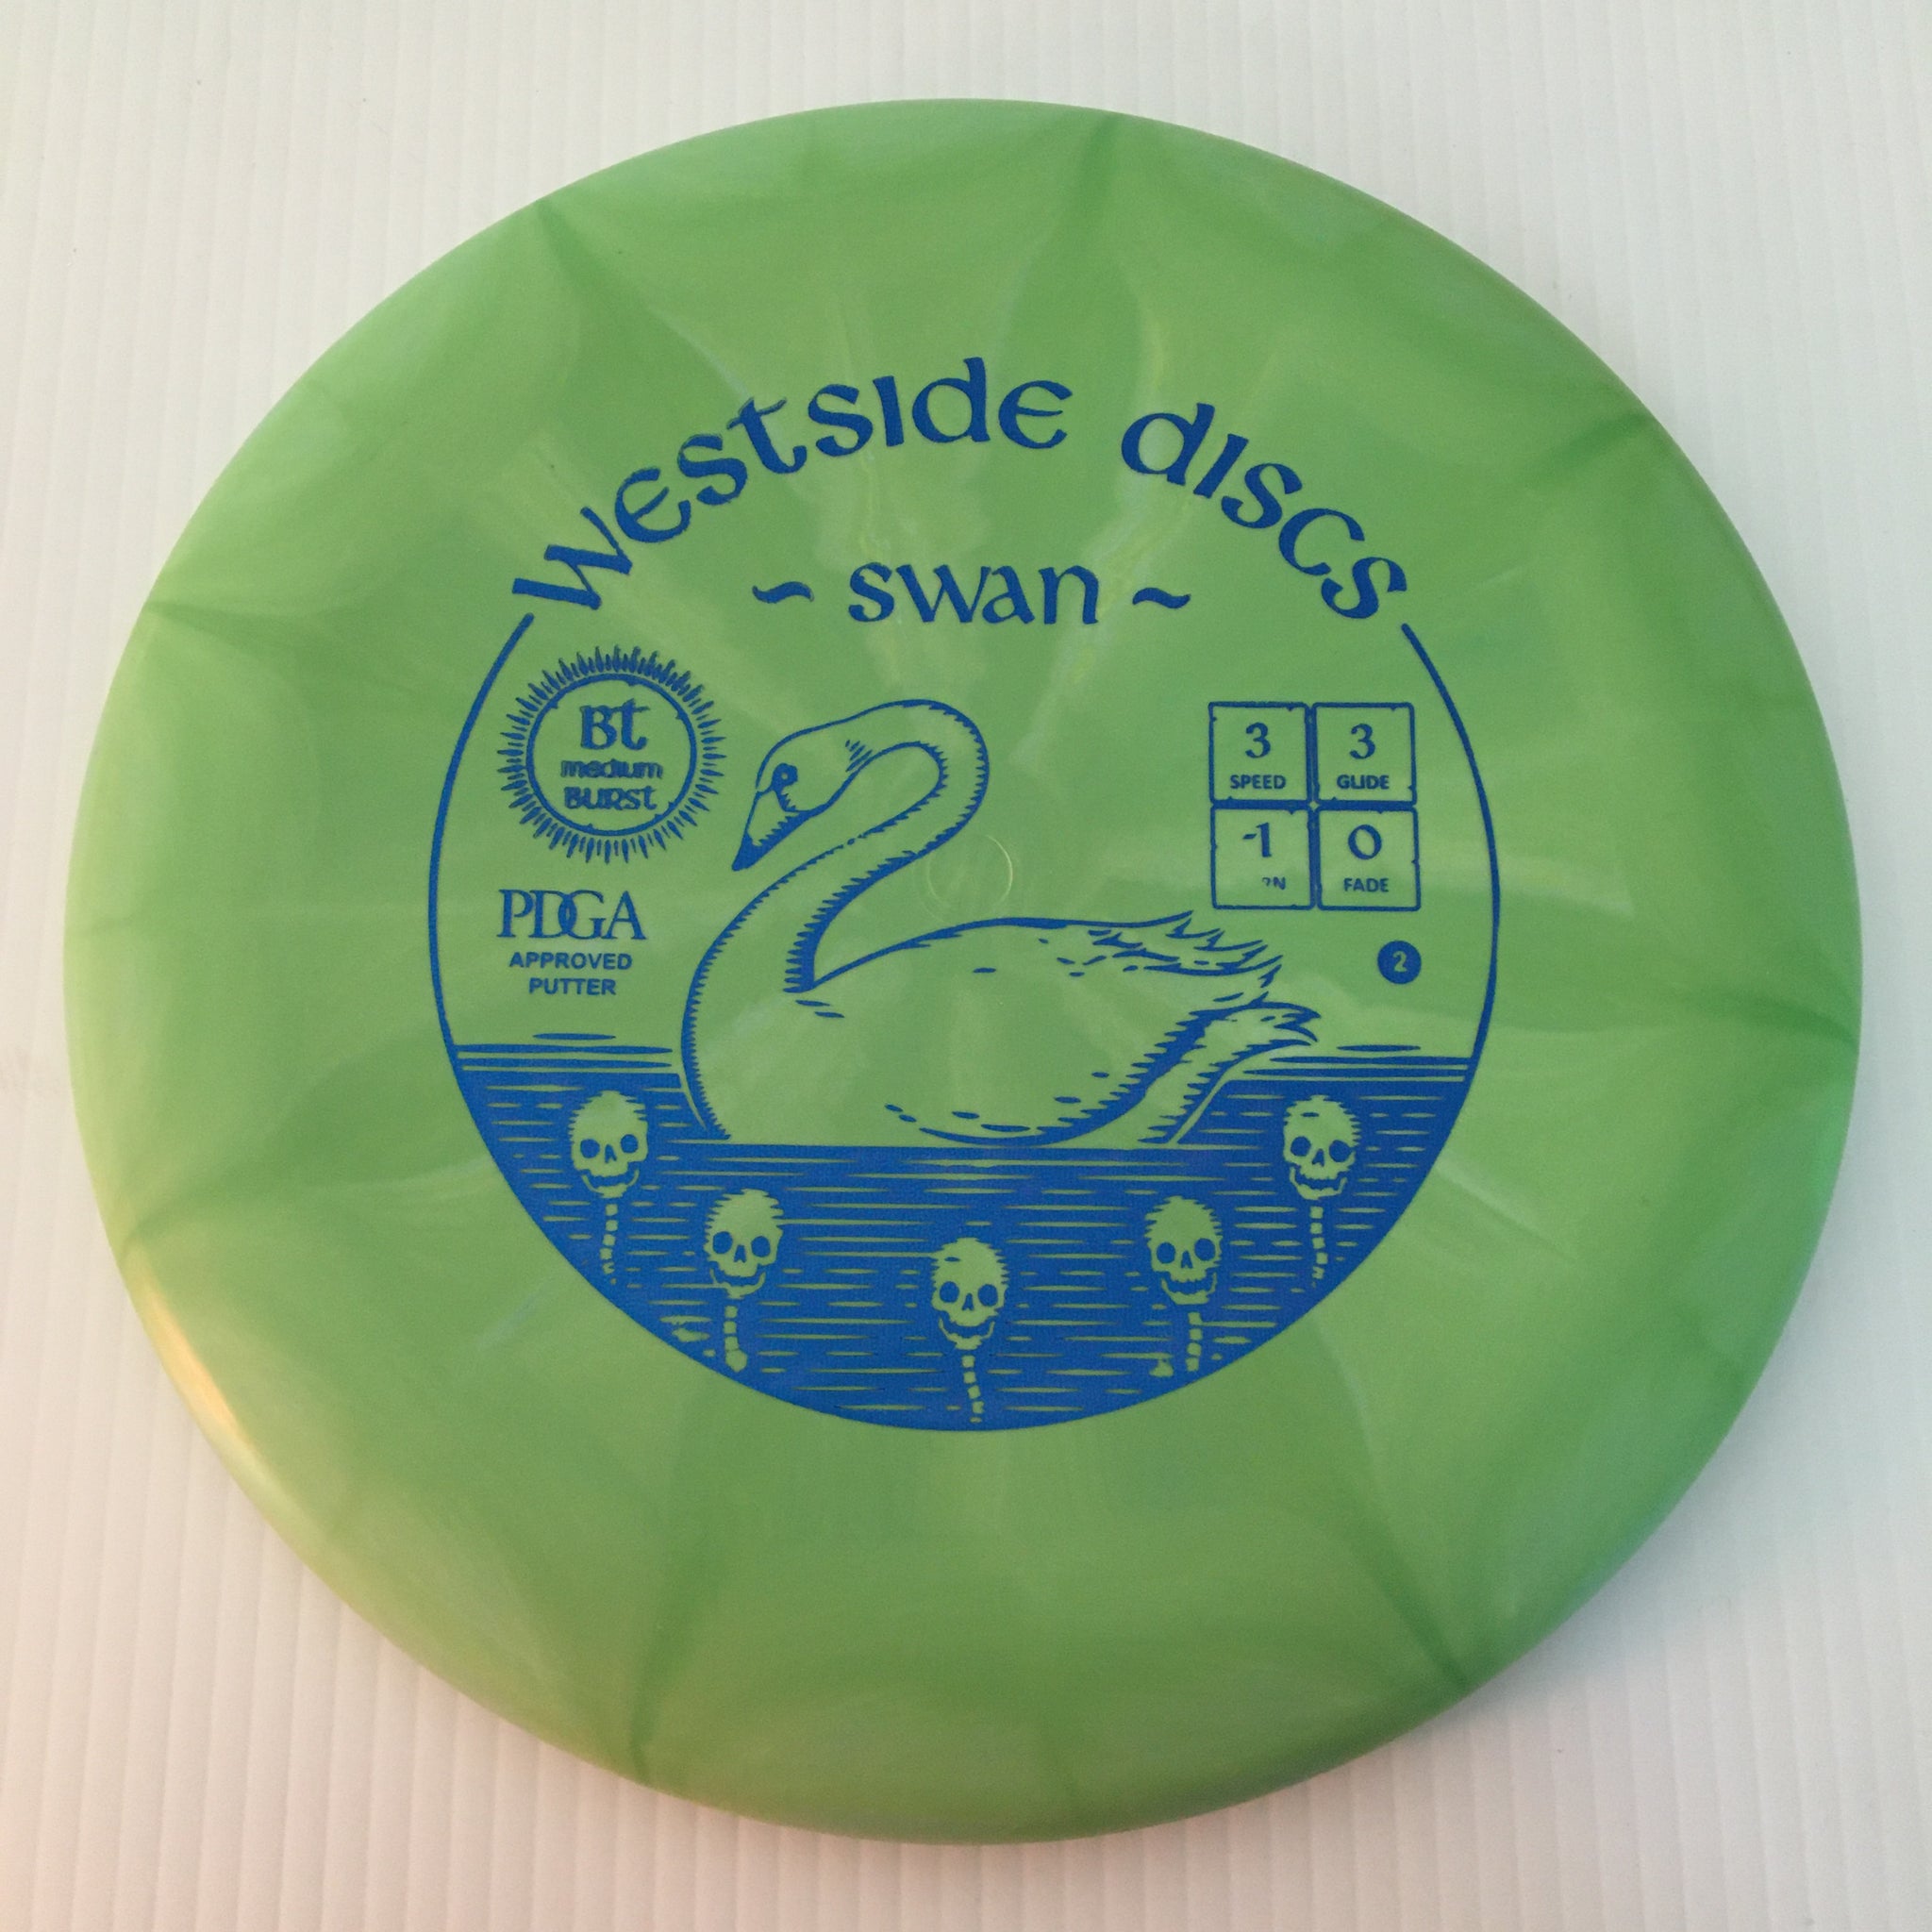 westside discs
~ swan ~
Bt
medium
BURST
3
SPEED
3
GLIDE
-1
0
FADE
PDGA
APPROVED
PUTTER
2